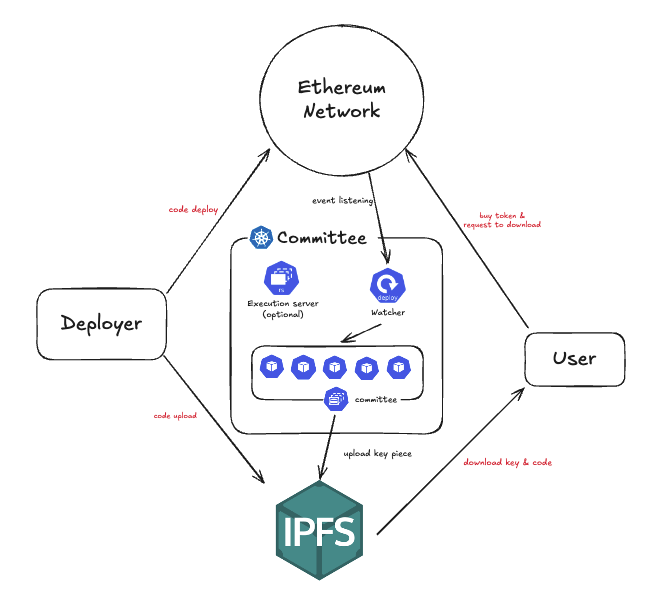 Ethereum
Network
code deploy
event listening
buy token &
request to download
Committee
rs
deploy
Execution server
(optional)
Watcher
Deployer
User
committee
code upload
upload key piece
download key & code
IPFS